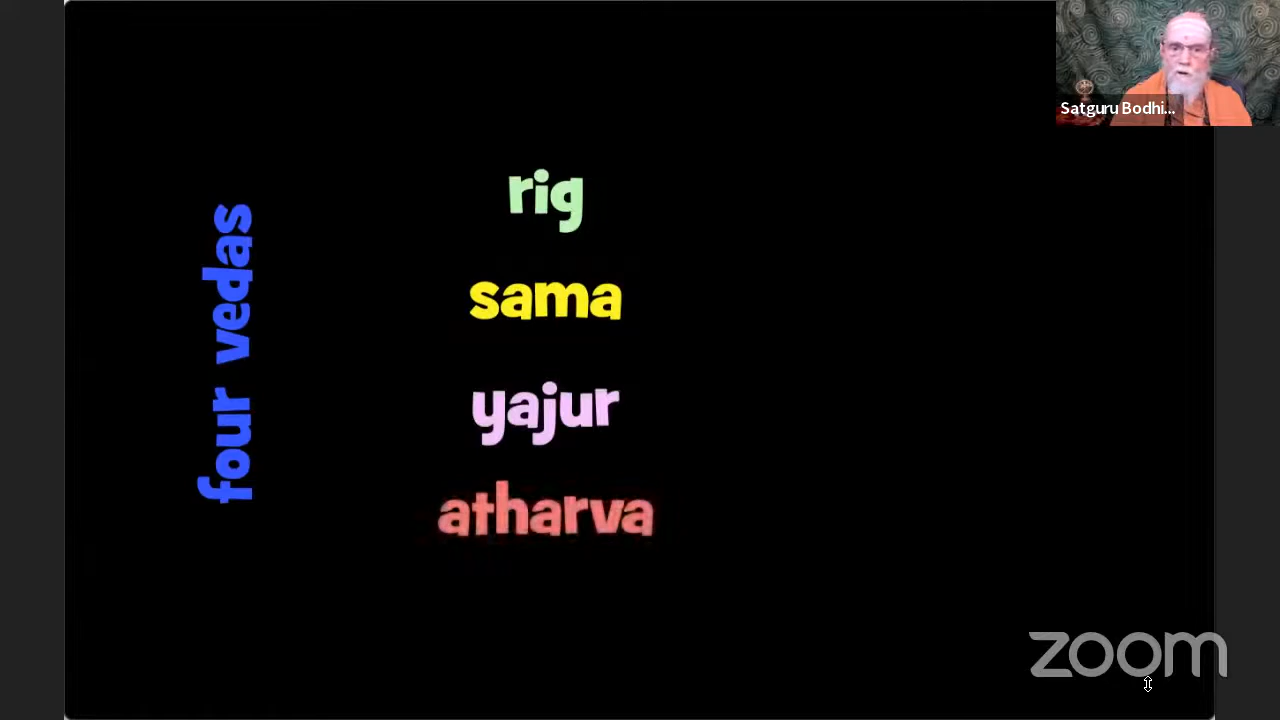 four vedas
rig
sama
yajur
atharva
Satguru Bodhi...
zoom